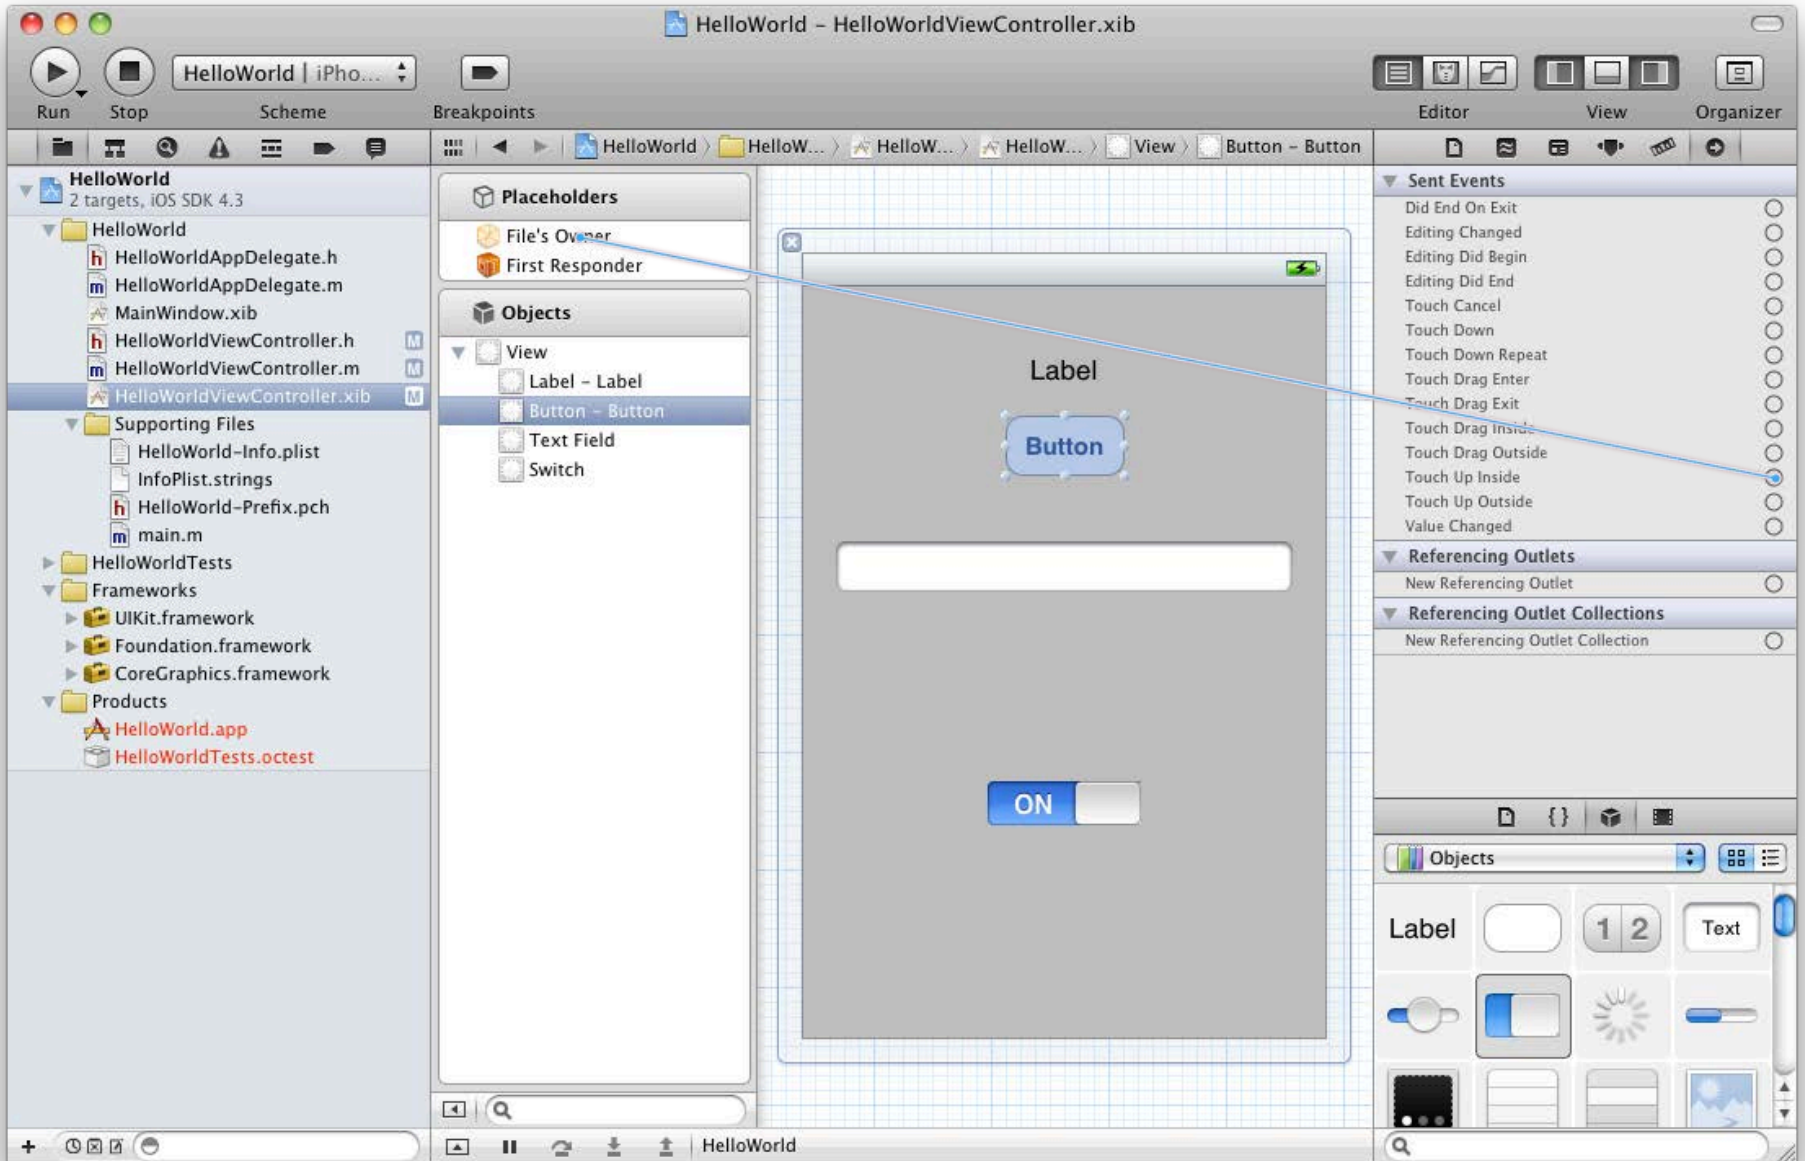 HelloWorld – HelloWorldViewController.xib
HelloWorld | iPho...
Run
Stop
Scheme
Breakpoints
Editor
View
Organizer
HelloWorld
HelloW...
HelloW...
HelloW...
View
Button – Button
HelloWorld
2 targets, iOS SDK 4.3
HelloWorld
h HelloWorldAppDelegate.h
m HelloWorldAppDelegate.m
MainWindow.xib
h HelloWorldViewController.h M
m HelloWorldViewController.m M
HelloWorldViewController.xib M
Supporting Files
HelloWorld-Info.plist
InfoPlist.strings
h HelloWorld-Prefix.pch
m main.m
HelloWorldTests
Frameworks
UIKit.framework
Foundation.framework
CoreGraphics.framework
Products
HelloWorld.app
HelloWorldTests.octest
Placeholders
File's Owner
First Responder
Objects
View
Label – Label
Button – Button
Text Field
Switch
Label
Button
ON
Sent Events
Did End On Exit
Editing Changed
Editing Did Begin
Editing Did End
Touch Cancel
Touch Down
Touch Down Repeat
Touch Drag Enter
Touch Drag Exit
Touch Drag Inside
Touch Drag Outside
Touch Up Inside
Touch Up Outside
Value Changed
Referencing Outlets
New Referencing Outlet
Referencing Outlet Collections
New Referencing Outlet Collection
{ }
Objects
Label
1 2
Text
HelloWorld